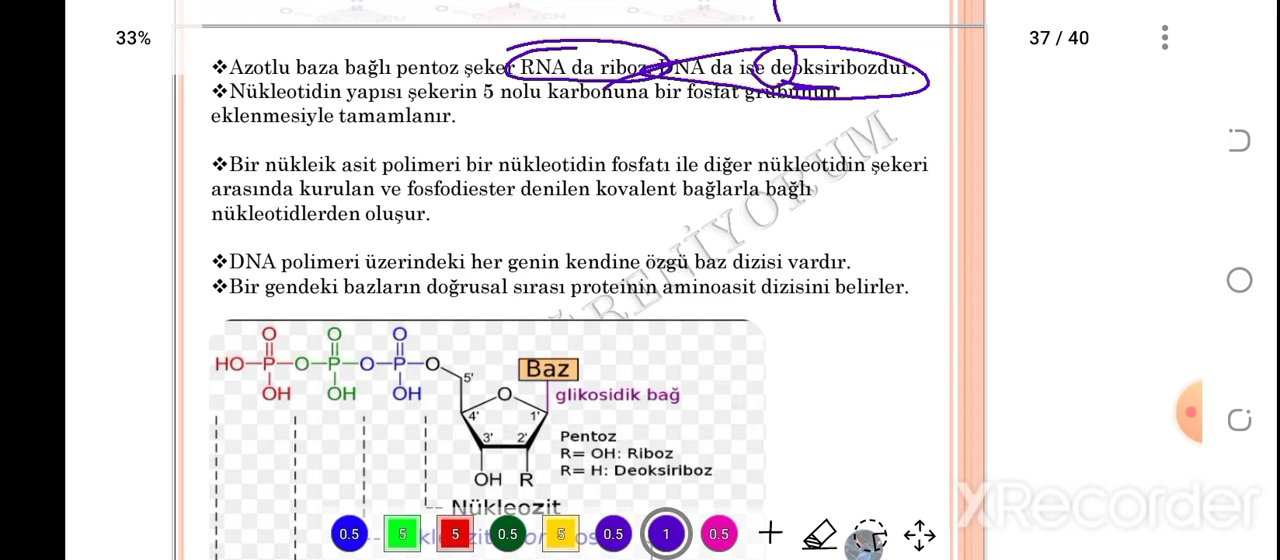 33%
37 / 40
❖Azotlu baza bağlı pentoz şeker RNA da riboz, DNA da ise deoksiribozdur.
❖Nükleotidin yapısı şekerin 5 nolu karbonuna bir fosfat grubunun
eklenmesiyle tamamlanır.
❖Bir nükleik asit polimeri bir nükleotidin fosfatı ile diğer nükleotidin şekeri
arasında kurulan ve fosfodiester denilen kovalent bağlarla bağlı
nükleotidlerden oluşur.
❖DNA polimeri üzerindeki her genin kendine özgü baz dizisi vardır.
❖Bir gendeki bazların doğrusal sırası proteinin aminoasit dizisini belirler.
O O O
HO-P-O-P-O-P-O
OH OH OH
5'
Baz
O
glikosidik bağ
4' 1'
3' 2'
Pentoz
R= OH: Riboz
R= H: Deoksiriboz
OH R
Nükleozit
0.5 5 5 0.5 5 0.5 1 0.5
XRecorder